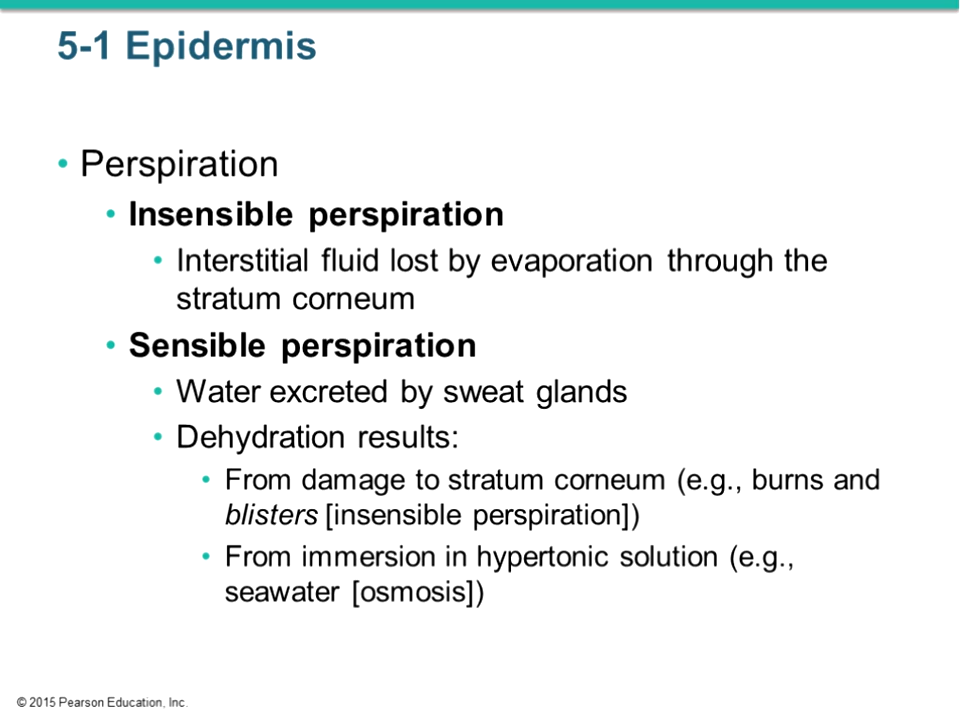 5-1 Epidermis
• Perspiration
• Insensible perspiration
• Interstitial fluid lost by evaporation through the
stratum corneum
• Sensible perspiration
• Water excreted by sweat glands
• Dehydration results:
• From damage to stratum corneum (e.g., burns and
blisters [insensible perspiration])
• From immersion in hypertonic solution (e.g.,
seawater [osmosis])
© 2015 Pearson Education, Inc.